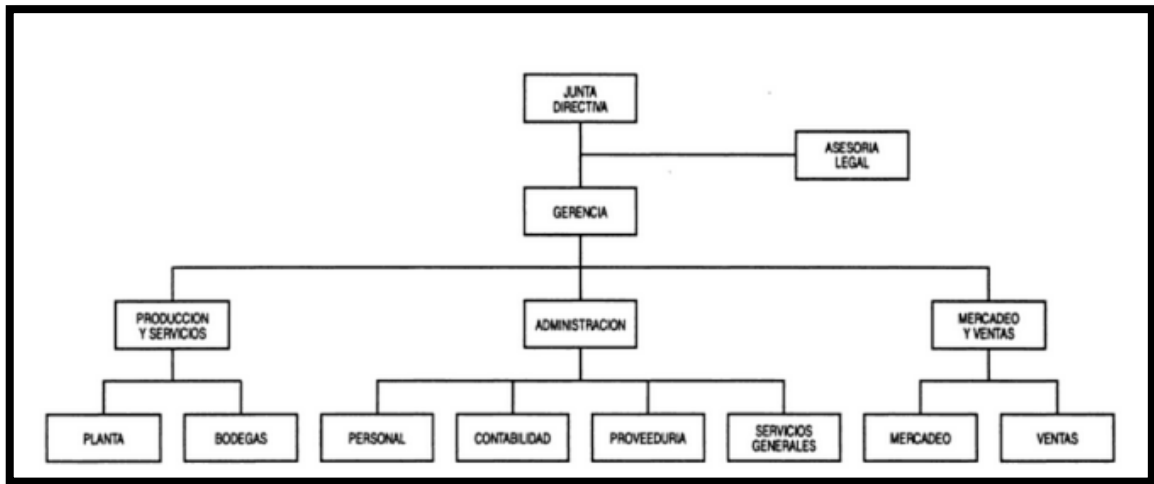 JUNTA
DIRECTIVA
ASESORIA
LEGAL
GERENCIA
PRODUCCION
Y SERVICIOS
ADMINISTRACION
MERCADEO
Y VENTAS
PLANTA
BODEGAS
PERSONAL
CONTABILIDAD
PROVEEDURIA
SERVICIOS
GENERALES
MERCADEO
VENTAS